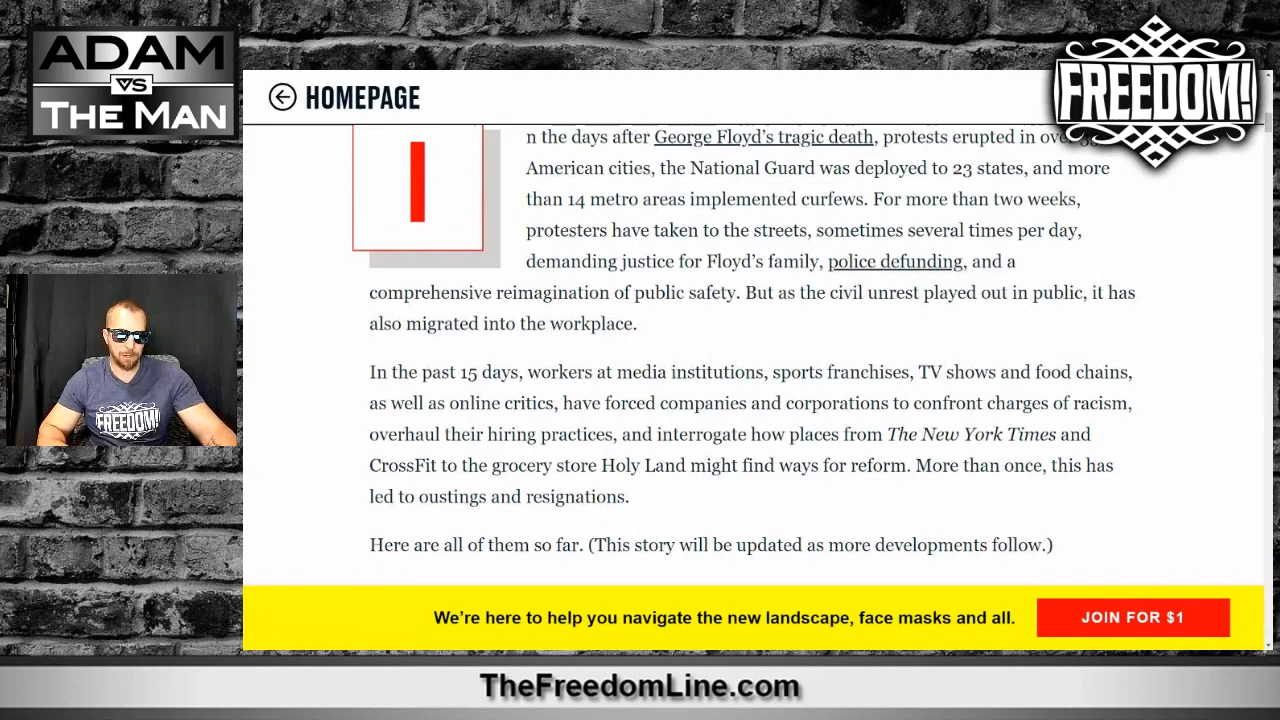 ADAM
VS
THE MAN
FREEDOM!
HOMEPAGE
I
n the days after George Floyd's tragic death, protests erupted in
American cities, the National Guard was deployed to 23 states, and more
than 14 metro areas implemented curfews. For more than two weeks,
protesters have taken to the streets, sometimes several times per day,
demanding justice for Floyd's family, police defunding, and a
comprehensive reimagination of public safety. But as the civil unrest played out in public, it has
also migrated into the workplace.
In the past 15 days, workers at media institutions, sports franchises, TV shows and food chains,
as well as online critics, have forced companies and corporations to confront charges of racism,
overhaul their hiring practices, and interrogate how places from The New York Times and
CrossFit to the grocery store Holy Land might find ways for reform. More than once, this has
led to oustings and resignations.
Here are all of them so far. (This story will be updated as more developments follow.)
FREEDOM!
We're here to help you navigate the new landscape, face masks and all.
JOIN FOR $1
TheFreedomLine.com